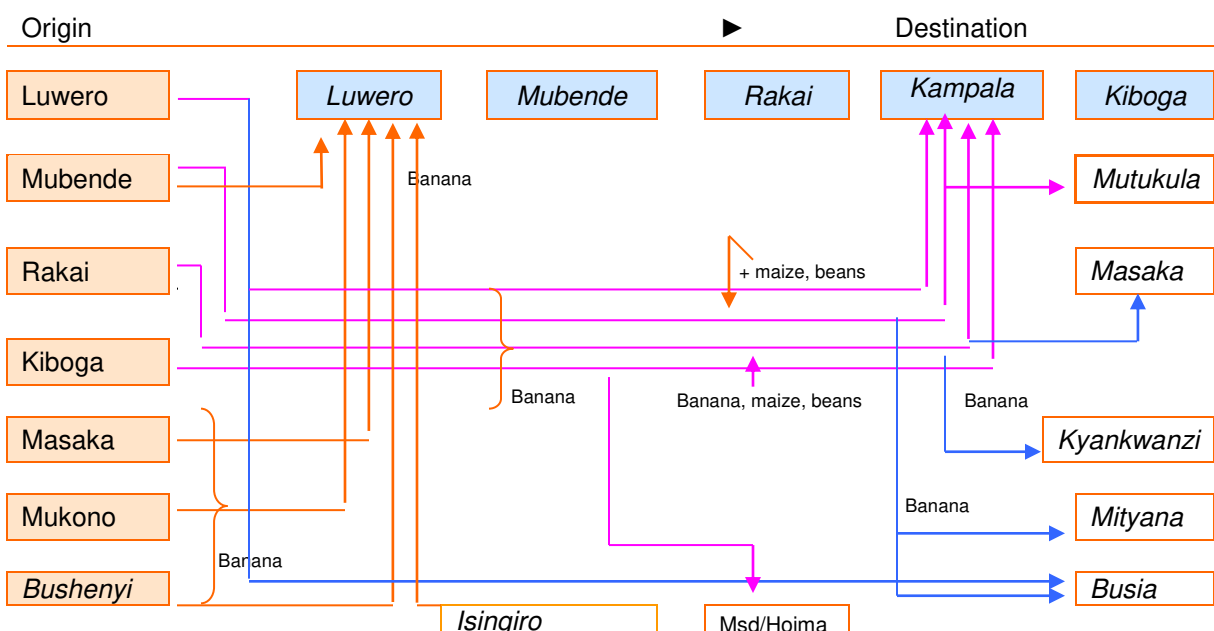 Origin ► Destination
Luwero Luwero Mubende Rakai Kampala Kiboga
Mubende Banana Mutukula
Rakai + maize, beans Masaka
Kiboga
Banana Banana, maize, beans Banana
Masaka Kyankwanzi
Mukono Banana Mityana
Banana
Bushenyi Busia
Isingiro Msd/Hoima